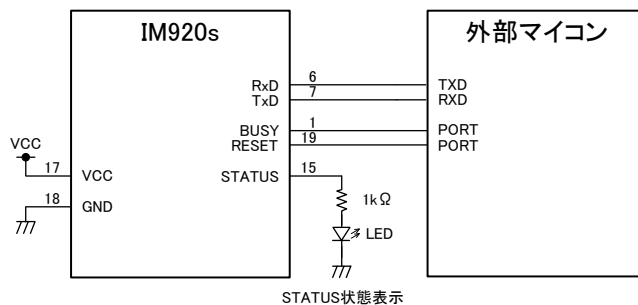 IM920s
外部マイコン
RxD 6 TXD
TxD 7 RXD
BUSY 1 PORT
RESET 19 PORT
VCC
17 VCC
STATUS 15
18 GND
1kΩ
LED
STATUS状態表示